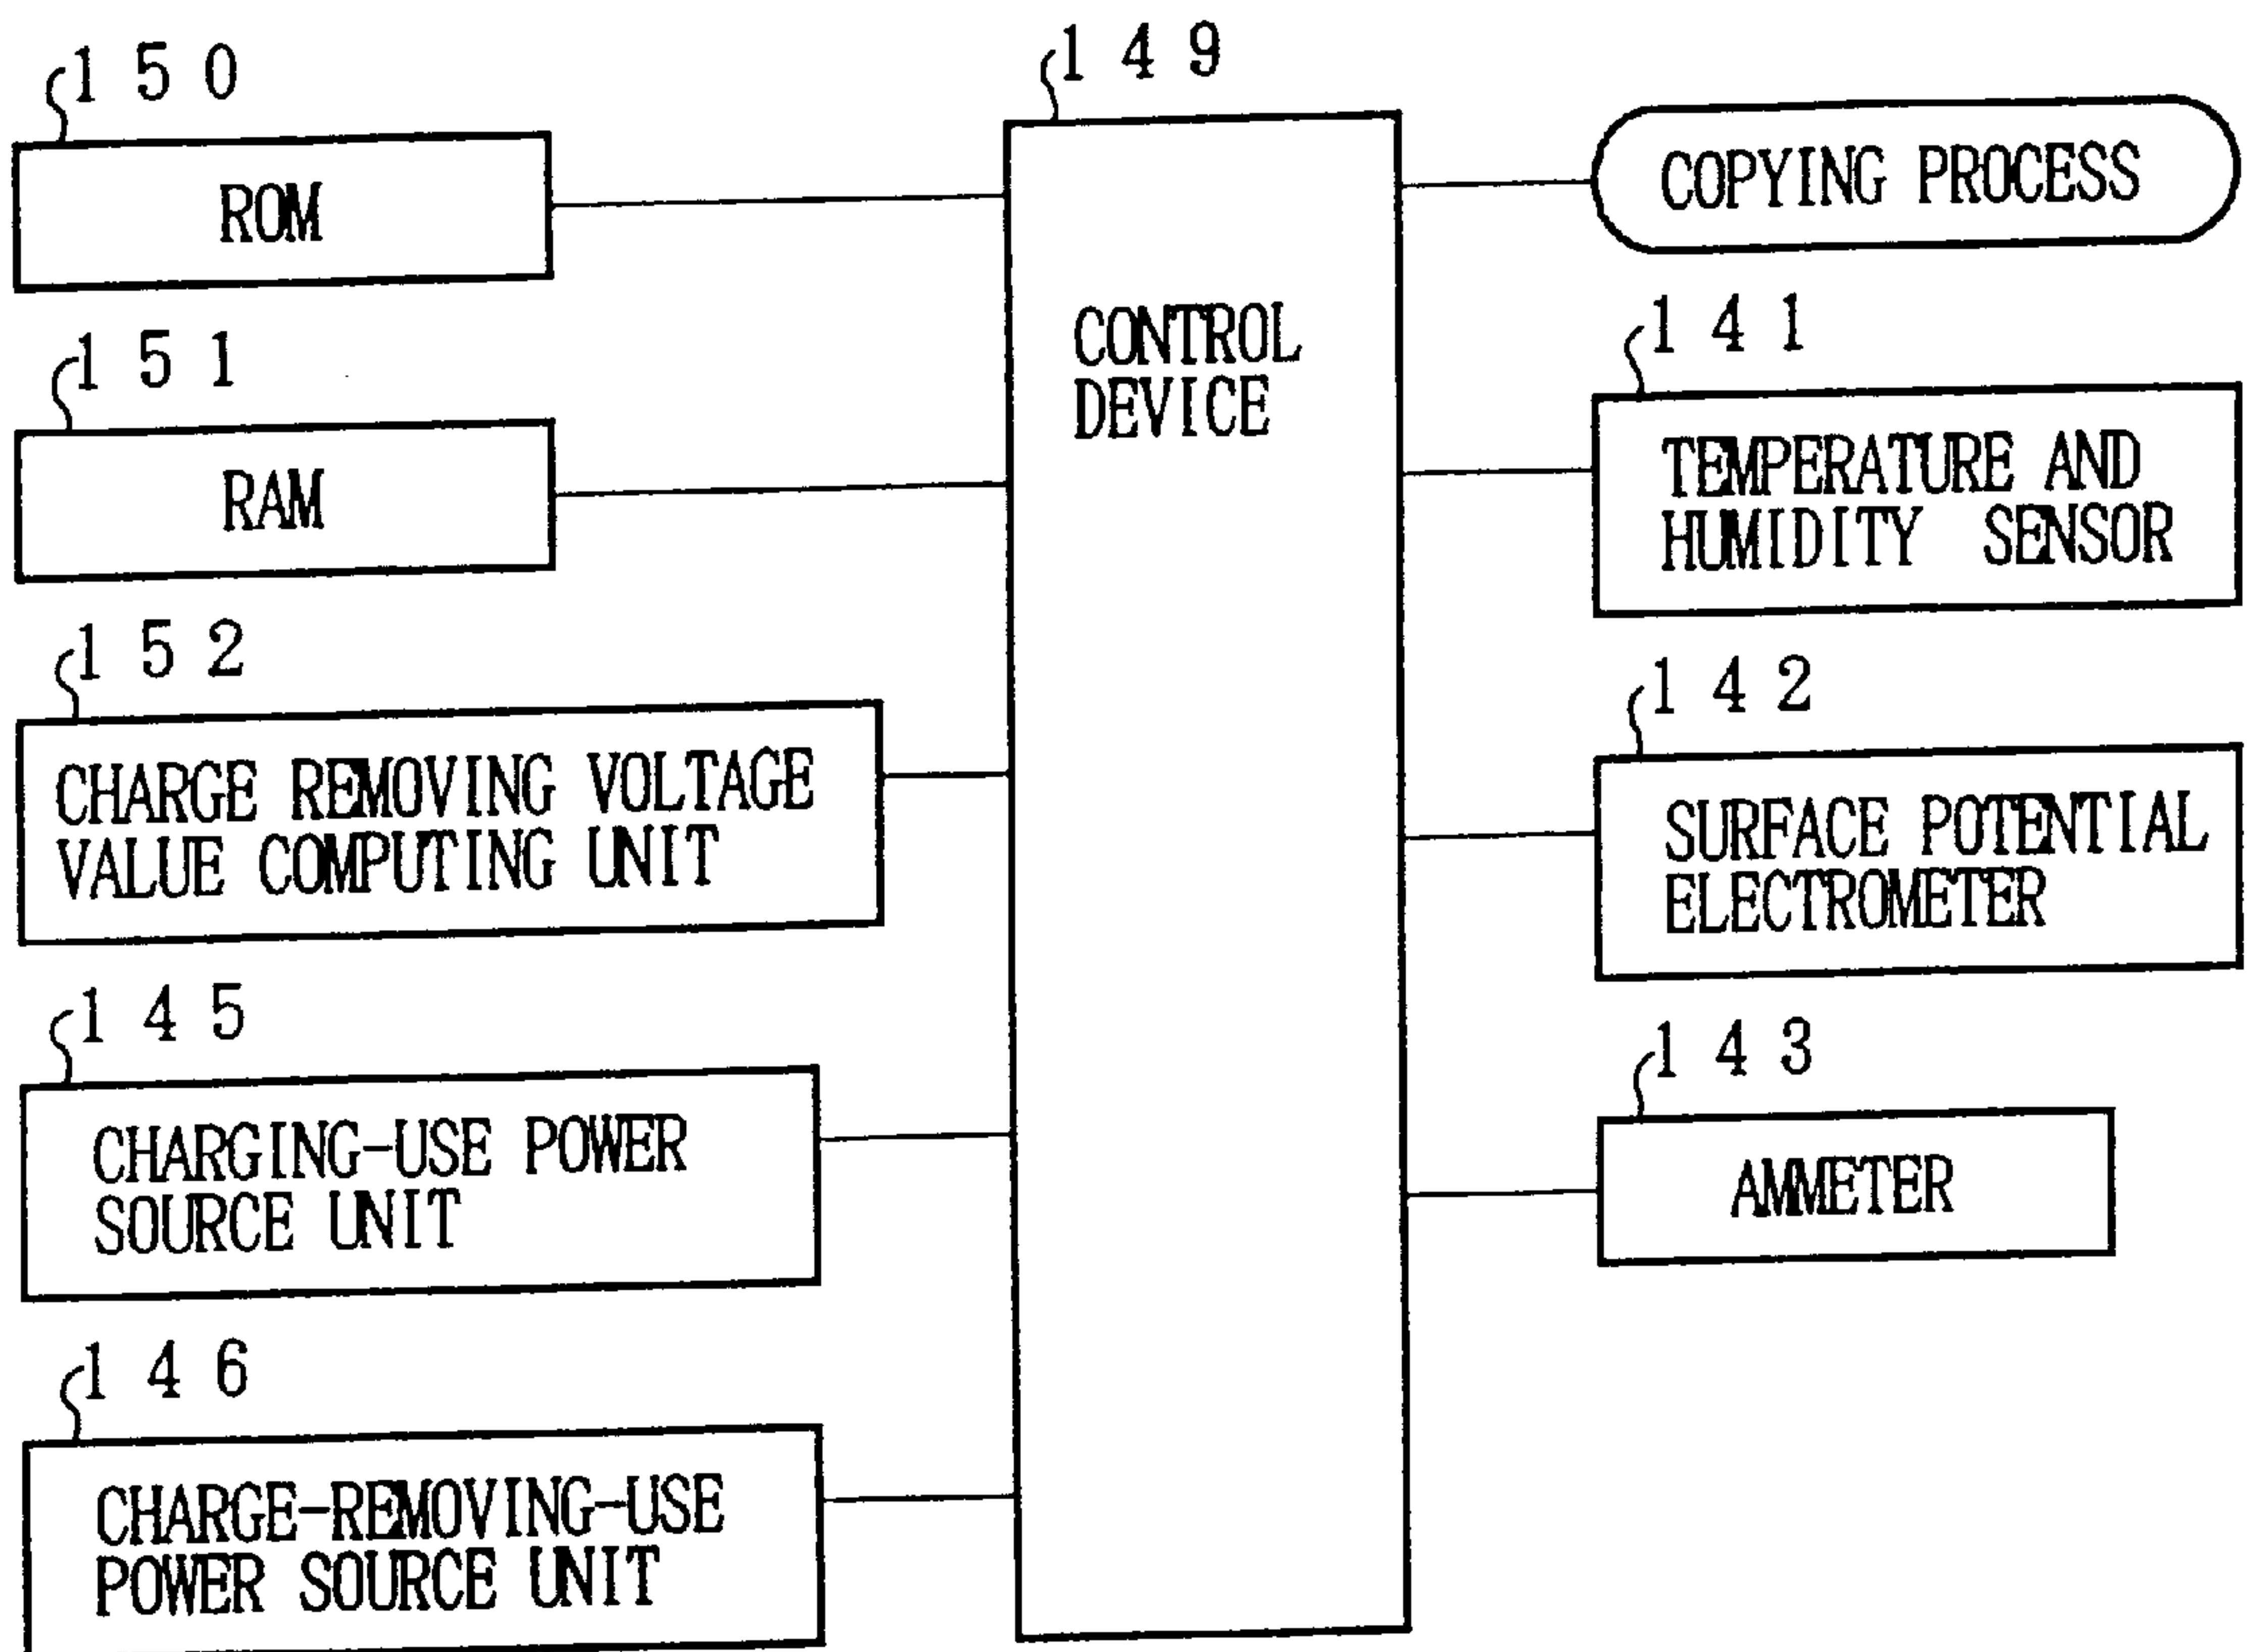 150
ROM
151
RAM
152
CHARGE REMOVING VOLTAGE
VALUE COMPUTING UNIT
145
CHARGING-USE POWER
SOURCE UNIT
146
CHARGE-REMOVING-USE
POWER SOURCE UNIT
149
CONTROL
DEVICE
COPYING PROCESS
141
TEMPERATURE AND
HUMIDITY SENSOR
142
SURFACE POTENTIAL
ELECTROMETER
143
AMMETER